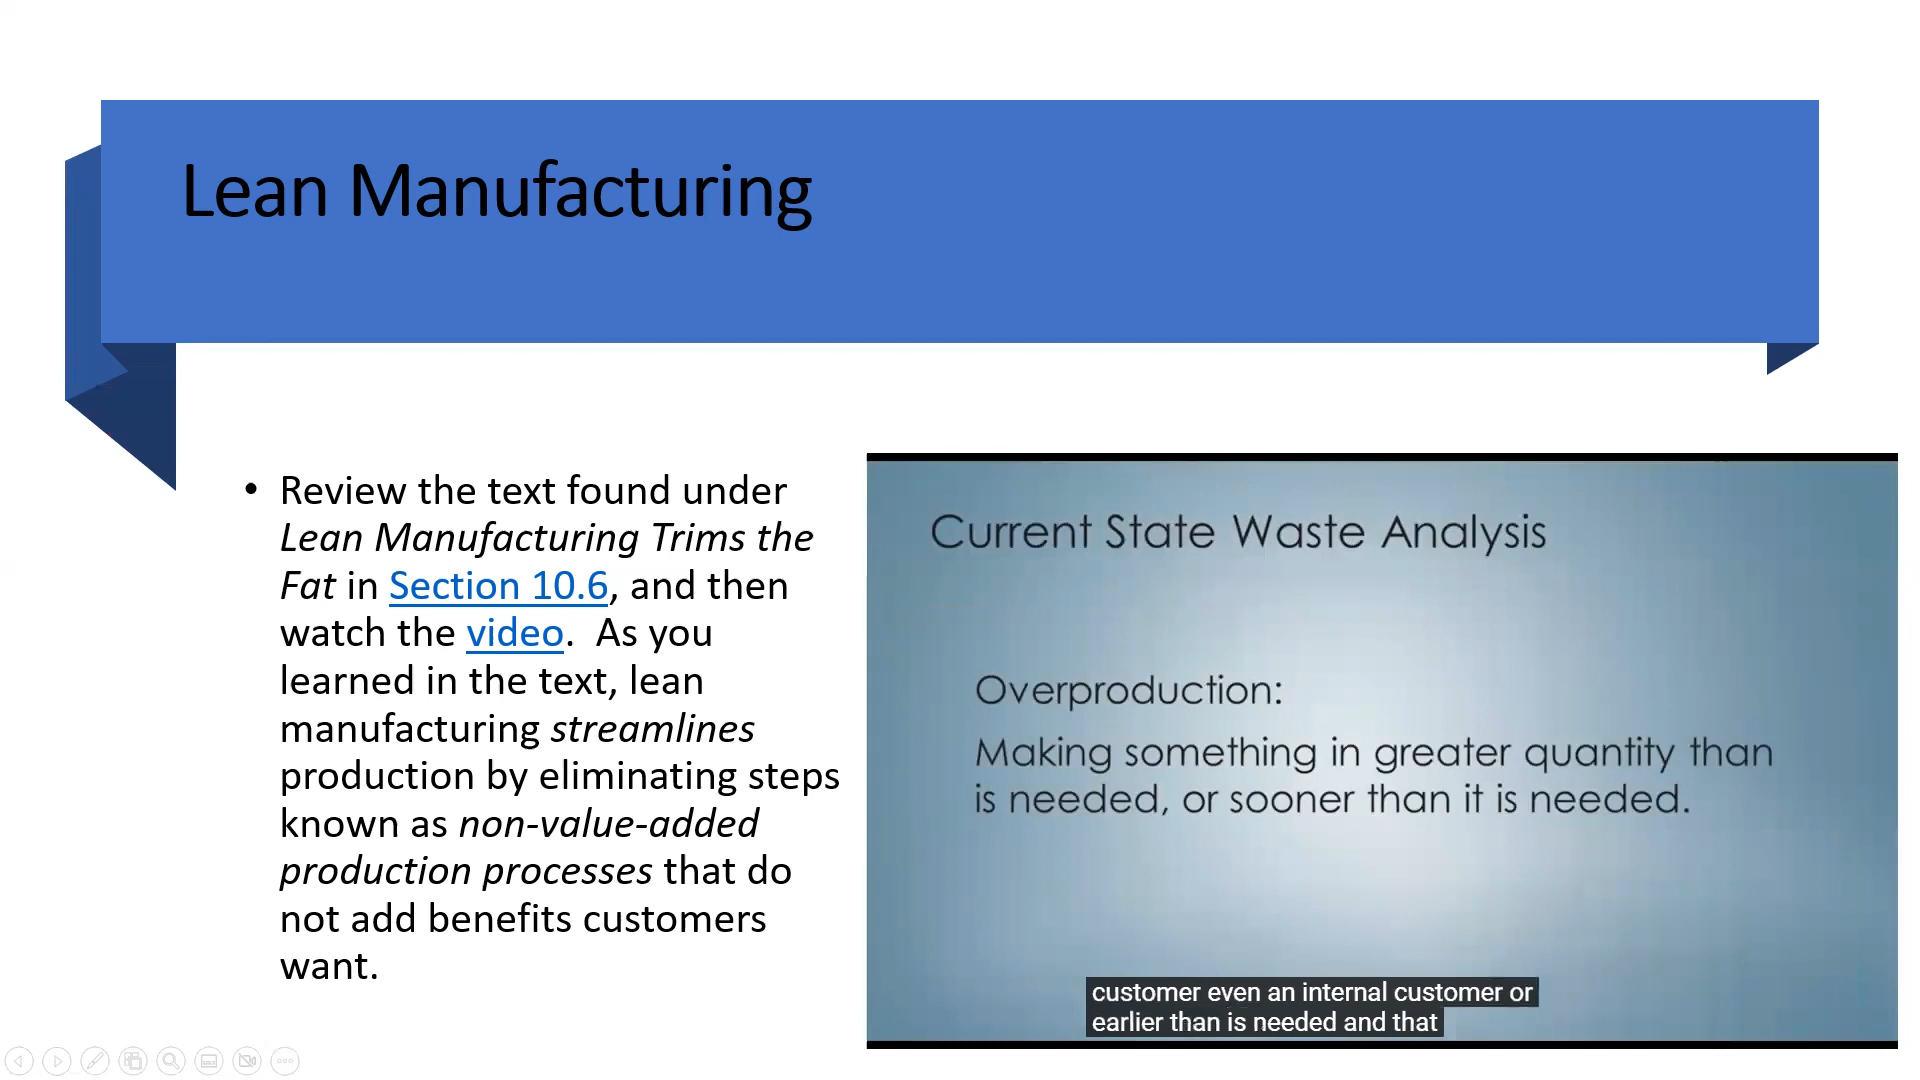 Lean Manufacturing
• Review the text found under
Lean Manufacturing Trims the
Fat in Section 10.6, and then
watch the video.  As you
learned in the text, lean
manufacturing streamlines
production by eliminating steps
known as non-value-added
production processes that do
not add benefits customers
want.
Current State Waste Analysis
Overproduction:
Making something in greater quantity than
is needed, or sooner than it is needed.
customer even an internal customer or
earlier than is needed and that